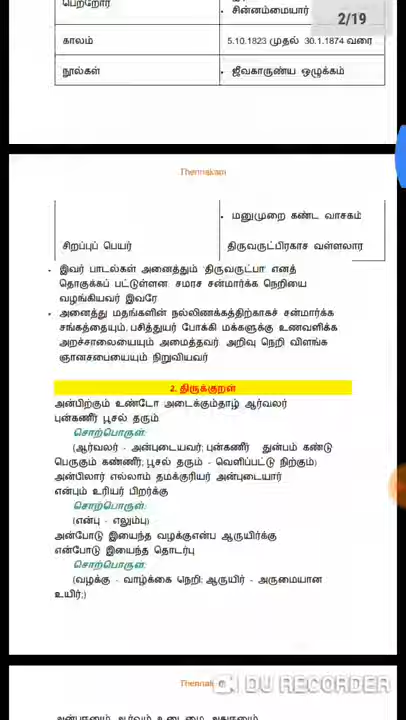 பெற்றோர்
சின்னம்மையார்
2/19
காலம்
5.10.1823 முதல் 30.1.1874 வரை
நூல்கள்
• ஜீவகாருண்ய ஒழுக்கம்
Thennakam
• மனுமுறை கண்ட வாசகம்
சிறப்புப் பெயர்
திருவருட்பிரகாச வள்ளலார்
• இவர் பாடல்கள் அனைத்தும் 'திருவருட்பா' எனத்
தொகுக்கப் பட்டுள்ளன. சமரச சன்மார்க்க நெறியை
வழங்கியவர் இவரே
• அனைத்து மதங்களின் நல்லிணக்கத்திற்காகச் சன்மார்க்க
சங்கத்தையும், பசித்துயர் போக்கி மக்களுக்கு உணவளிக்க
அறச்சாலையையும் அமைத்தவர். அறிவு நெறி விளங்க
ஞானசபையையும் நிறுவியவர்
2. திருக்குறள்
அன்பிற்கும் உண்டோ அடைக்கும்தாழ் ஆர்வலர்
புன்கணீர் பூசல் தரும்
சொற்பொருள்:
(ஆர்வலர் - அன்புடையவர்; புன்கணீர் துன்பம் கண்டு
பெருகும் கண்ணீர்; பூசல் தரும் - வெளிப்பட்டு நிற்கும்)
அன்பிலார் எல்லாம் தமக்குரியர் அன்புடையார்
என்பும் உரியர் பிறர்க்கு
சொற்பொருள்:
(என்பு - எலும்பு)
அன்போடு இயைந்த வழக்குஎன்ப ஆருயிர்க்கு
என்போடு இயைந்த தொடர்பு
சொற்பொருள்:
(வழக்கு - வாழ்க்கை நெறி; ஆருயிர் - அருமையான
உயிர்;)
DU RECORDER